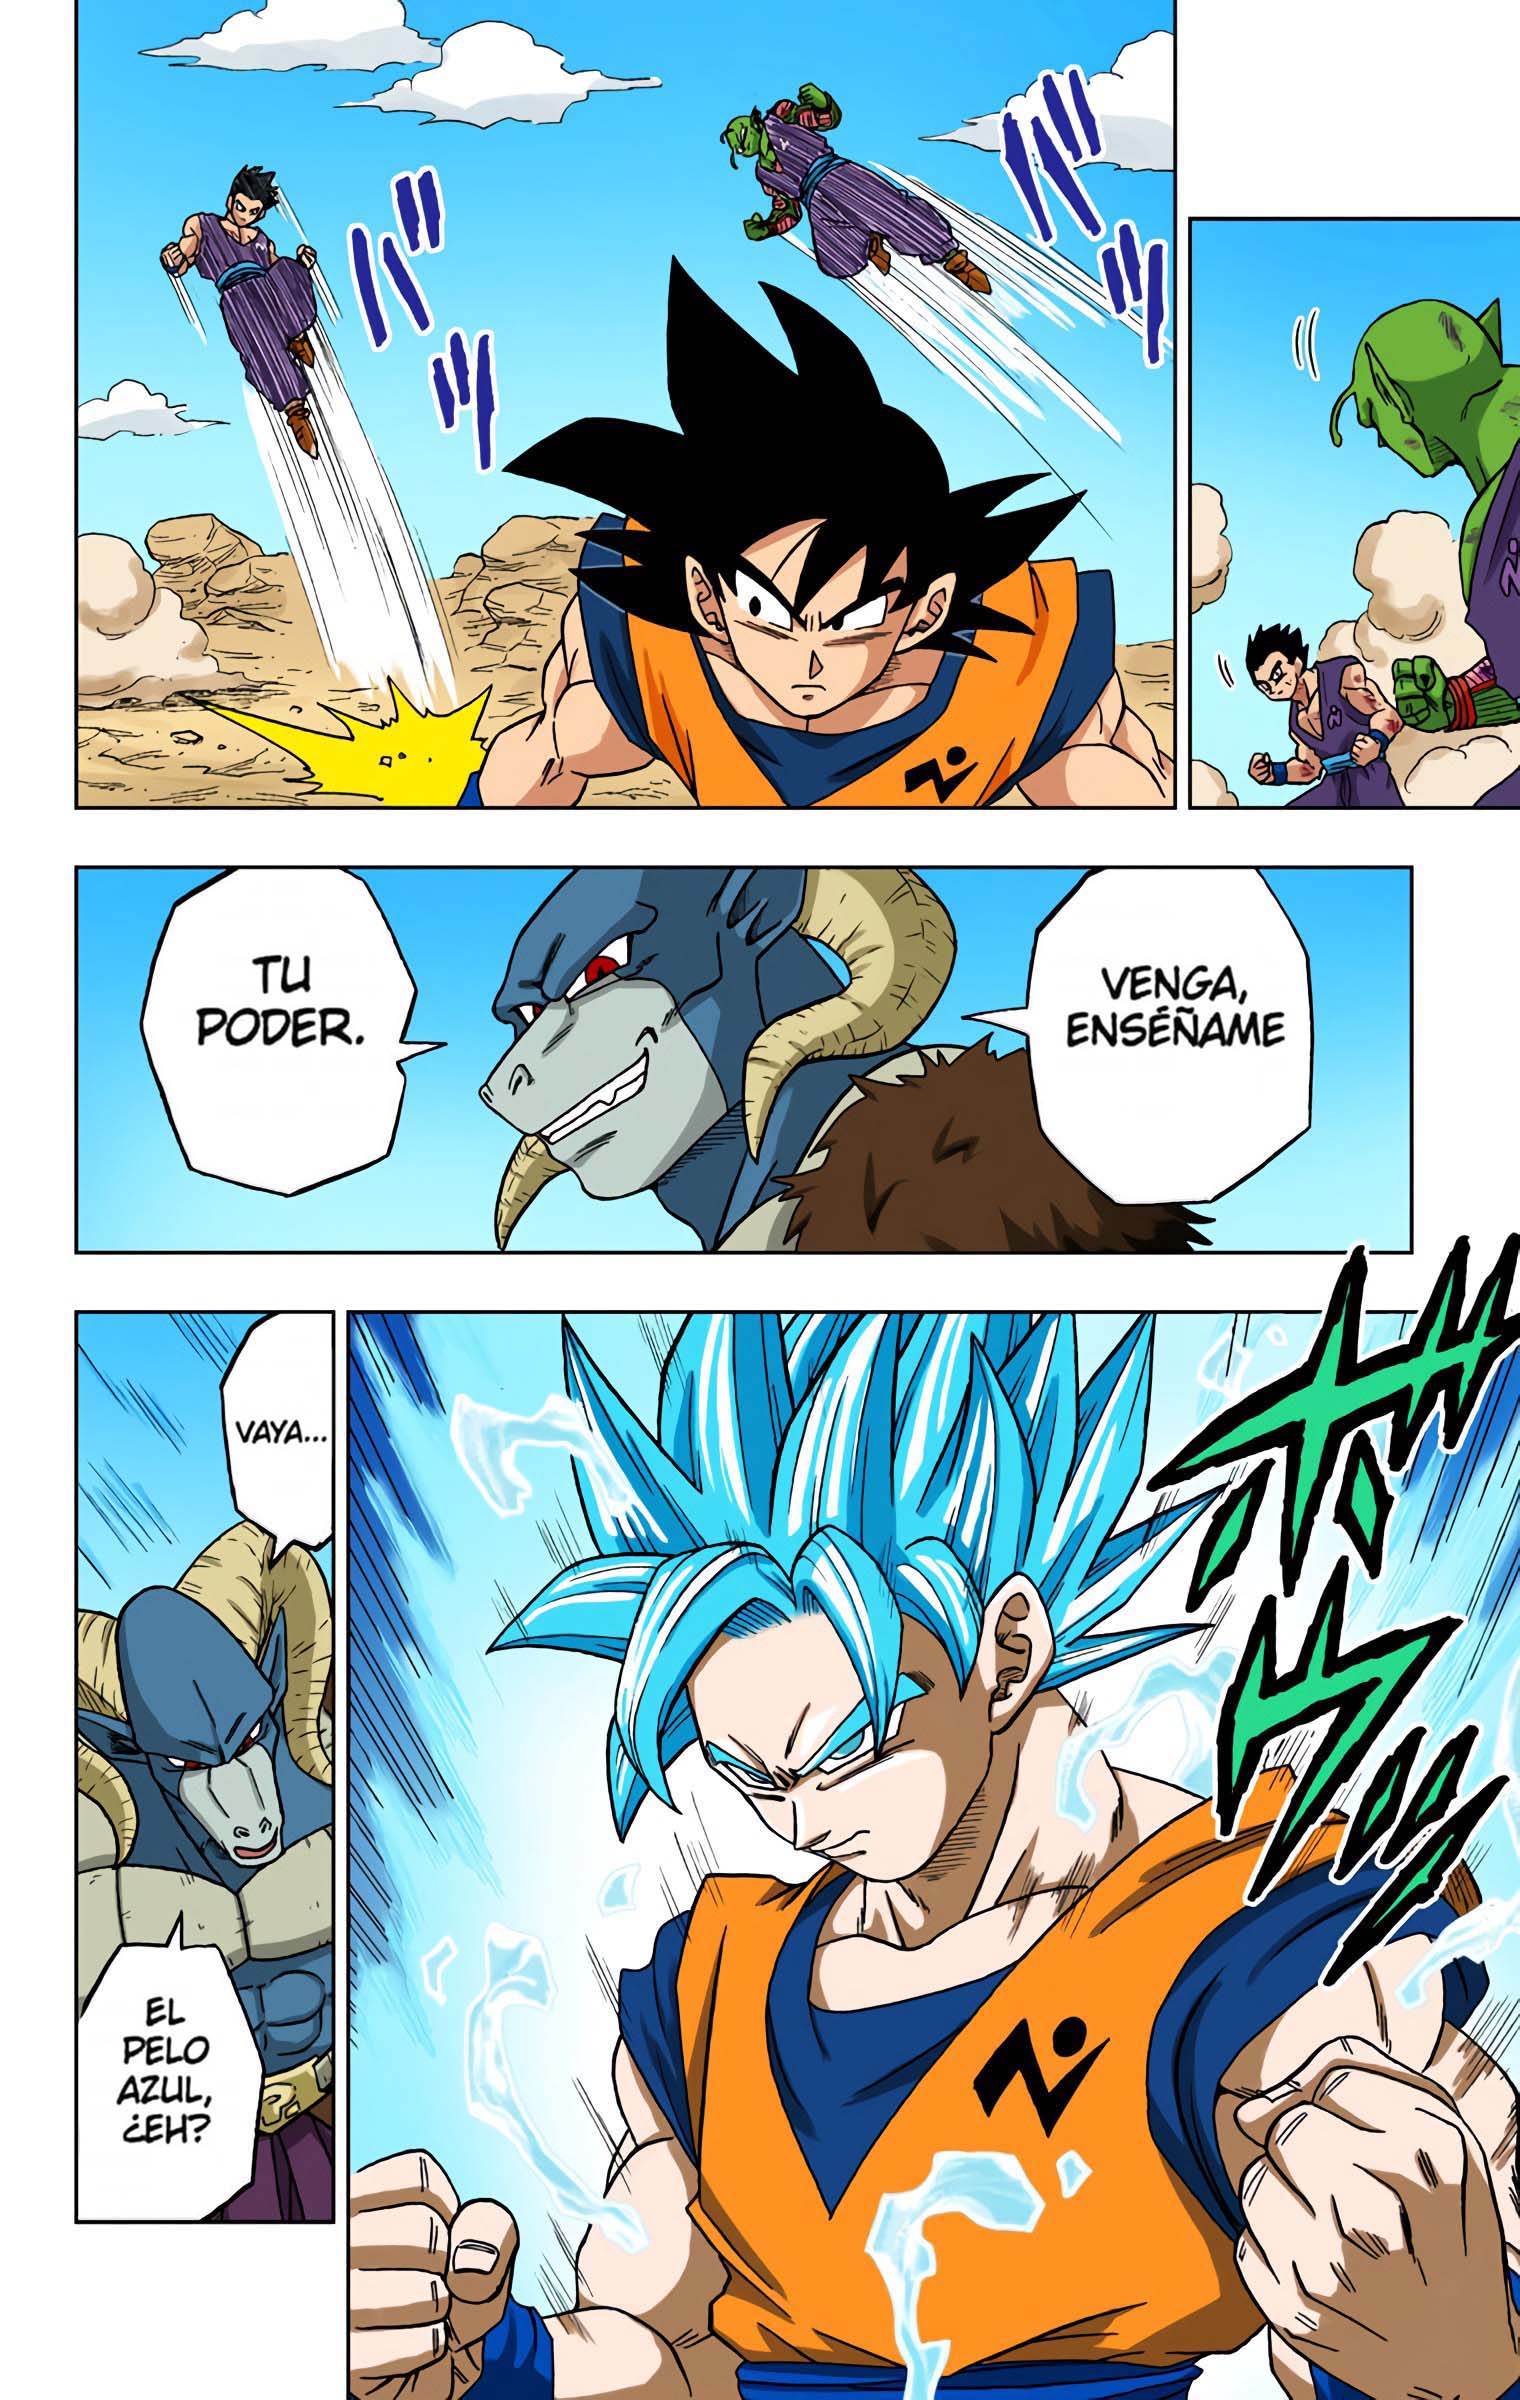 バッ
バッ
VENGA,
ENSÉÑAME
TU
PODER.
ボウッ
VAYA...
EL
PELO
AZUL,
¿EH?